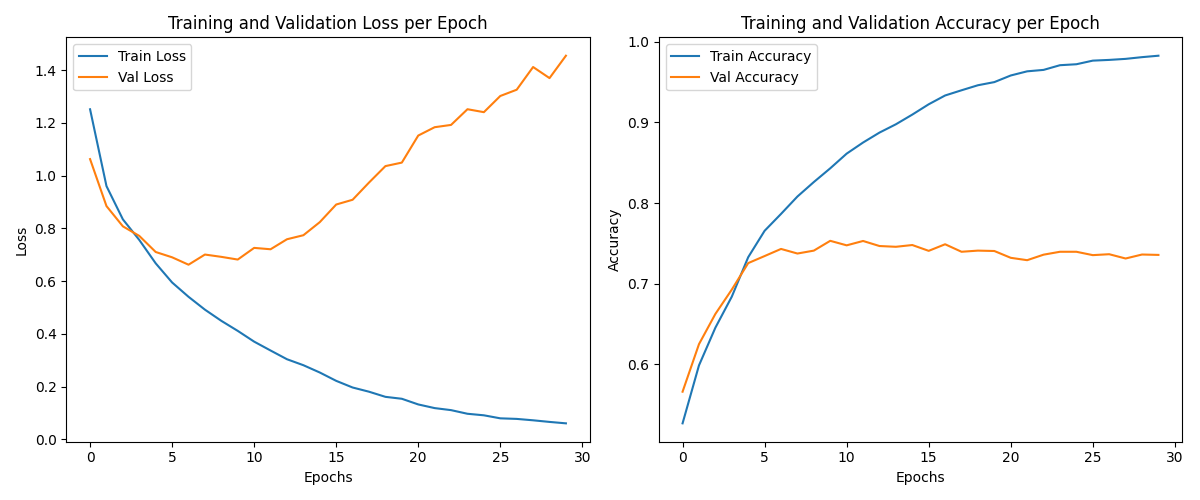 Training and Validation Loss per Epoch
Train Loss
Val Loss
Loss
1.4
1.2
1.0
0.8
0.6
0.4
0.2
0.0
0 5 10 15 20 25 30
Epochs
Training and Validation Accuracy per Epoch
Train Accuracy
Val Accuracy
Accuracy
1.0
0.9
0.8
0.7
0.6
0 5 10 15 20 25 30
Epochs